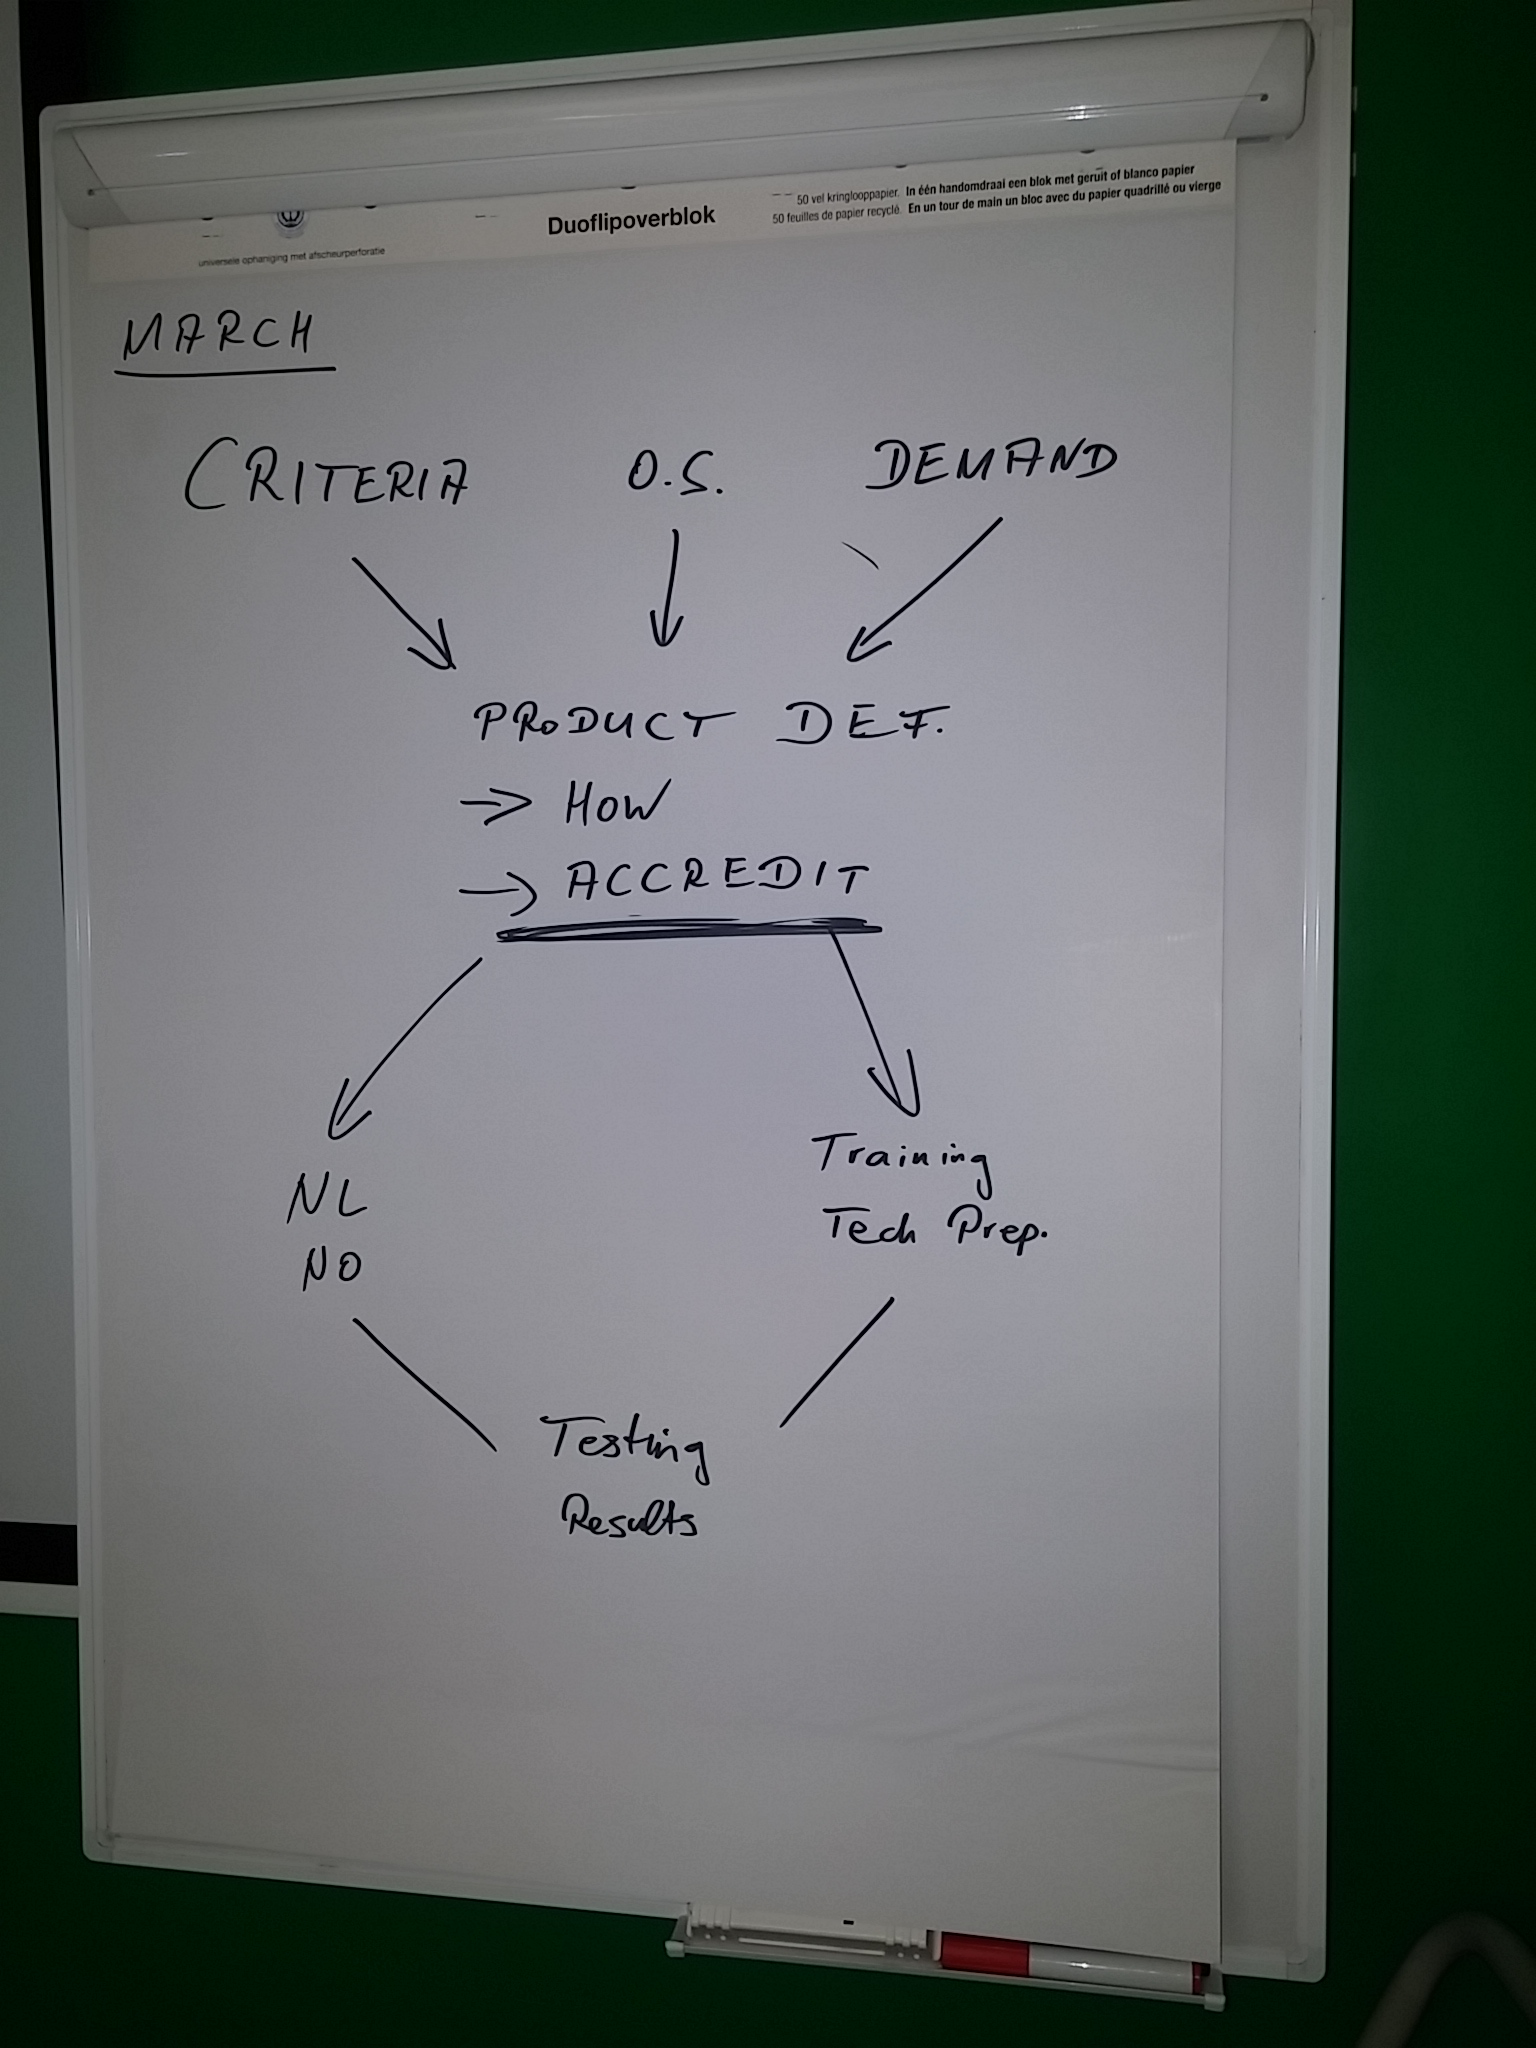 50 vel kringlooppapier. In één handomdraai een blok met geruit of blanco papier
Duoflipoverblok
50 feuilles de papier recyclé. En un tour de main un bloc avec du papier quadrillé ou vierge
universele ophanging met afscheurperforatie
MARCH
CRITERIA O.S. DEMAND
PRODUCT DEF.
→ HOW
→ ACCREDIT
NL
NO
Training
Tech Prep.
Testing
Results